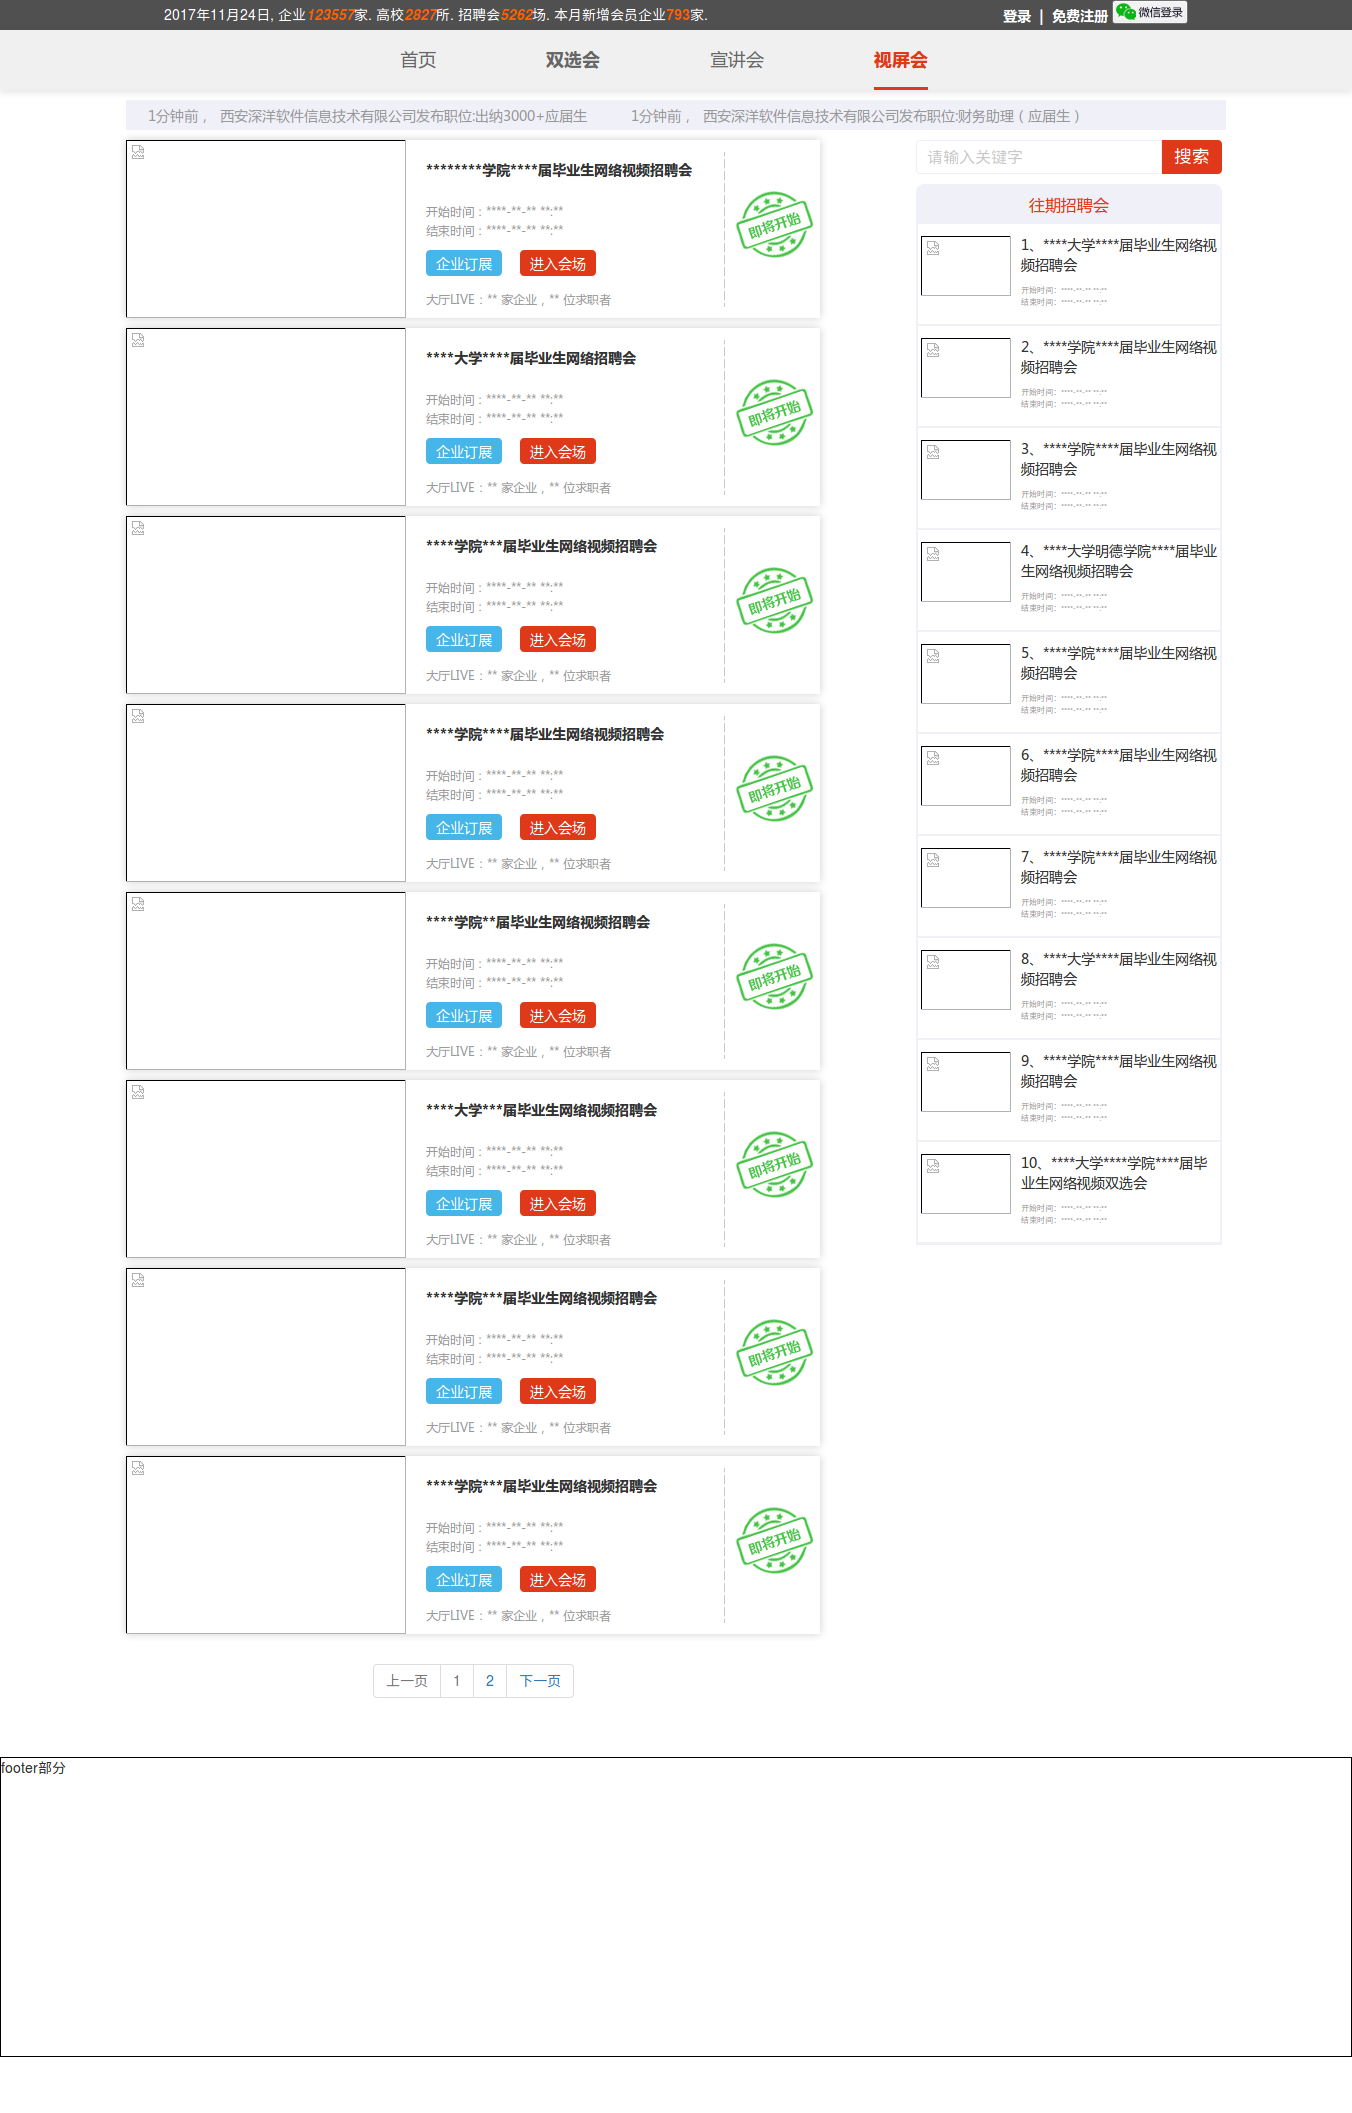 2017年11月24日, 企业123557家. 高校2827所. 招聘会5262场. 本月新增会员企业793家.
登录 | 免费注册 微信登录
首页 双选会 宣讲会 视屏会
1分钟前， 西安深洋软件信息技术有限公司发布职位:出纳3000+应届生 1分钟前， 西安深洋软件信息技术有限公司发布职位:财务助理（应届生）
********学院****届毕业生网络视频招聘会
开始时间：****-**-** **:**
结束时间：****-**-** **:**
企业订展 进入会场
大厅LIVE：** 家企业，** 位求职者
即将开始
****大学****届毕业生网络招聘会
开始时间：****-**-** **:**
结束时间：****-**-** **:**
企业订展 进入会场
大厅LIVE：** 家企业，** 位求职者
即将开始
****学院***届毕业生网络视频招聘会
开始时间：****-**-** **:**
结束时间：****-**-** **:**
企业订展 进入会场
大厅LIVE：** 家企业，** 位求职者
即将开始
****学院****届毕业生网络视频招聘会
开始时间：****-**-** **:**
结束时间：****-**-** **:**
企业订展 进入会场
大厅LIVE：** 家企业，** 位求职者
即将开始
****学院**届毕业生网络视频招聘会
开始时间：****-**-** **:**
结束时间：****-**-** **:**
企业订展 进入会场
大厅LIVE：** 家企业，** 位求职者
即将开始
****大学***届毕业生网络视频招聘会
开始时间：****-**-** **:**
结束时间：****-**-** **:**
企业订展 进入会场
大厅LIVE：** 家企业，** 位求职者
即将开始
****学院***届毕业生网络视频招聘会
开始时间：****-**-** **:**
结束时间：****-**-** **:**
企业订展 进入会场
大厅LIVE：** 家企业，** 位求职者
即将开始
****学院***届毕业生网络视频招聘会
开始时间：****-**-** **:**
结束时间：****-**-** **:**
企业订展 进入会场
大厅LIVE：** 家企业，** 位求职者
即将开始
上一页 1 2 下一页
请输入关键字 搜索
往期招聘会
1、****大学****届毕业生网络视
频招聘会
开始时间：****-**-** **:**
结束时间：****-**-** **:**
2、****学院****届毕业生网络视
频招聘会
开始时间：****-**-** **:**
结束时间：****-**-** **:**
3、****学院****届毕业生网络视
频招聘会
开始时间：****-**-** **:**
结束时间：****-**-** **:**
4、****大学明德学院****届毕业
生网络视频招聘会
开始时间：****-**-** **:**
结束时间：****-**-** **:**
5、****学院****届毕业生网络视
频招聘会
开始时间：****-**-** **:**
结束时间：****-**-** **:**
6、****学院****届毕业生网络视
频招聘会
开始时间：****-**-** **:**
结束时间：****-**-** **:**
7、****学院****届毕业生网络视
频招聘会
开始时间：****-**-** **:**
结束时间：****-**-** **:**
8、****大学****届毕业生网络视
频招聘会
开始时间：****-**-** **:**
结束时间：****-**-** **:**
9、****学院****届毕业生网络视
频招聘会
开始时间：****-**-** **:**
结束时间：****-**-** **:**
10、****大学****学院****届毕
业生网络视频双选会
开始时间：****-**-** **:**
结束时间：****-**-** **:**
footer部分